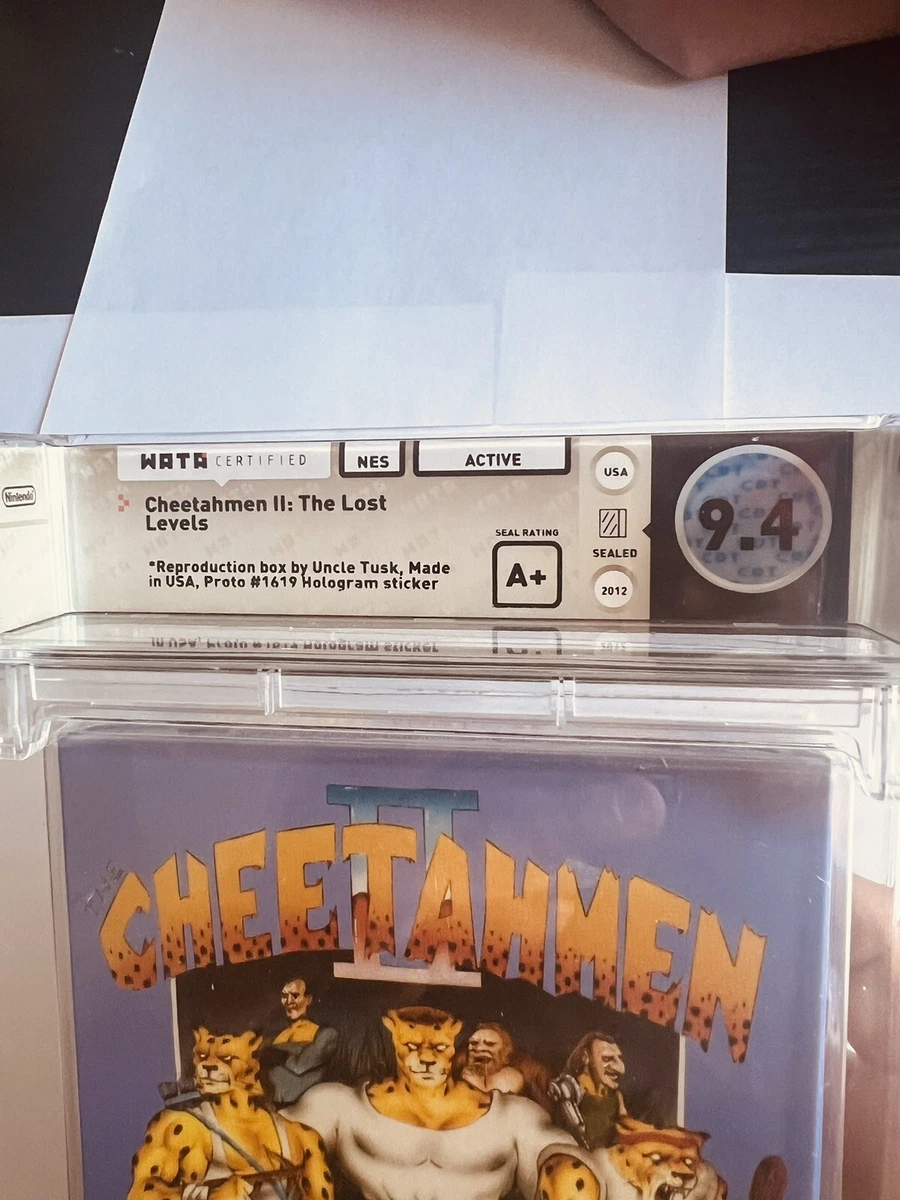 WATA CERTIFIED
NES
ACTIVE
USA
Nintendo
Cheetahmen II: The Lost
Levels
SEAL RATING
A+
SEALED
2012
9.4
*Reproduction box by Uncle Tusk, Made
in USA, Proto #1619 Hologram sticker
II
THE
CHEETAHMEN